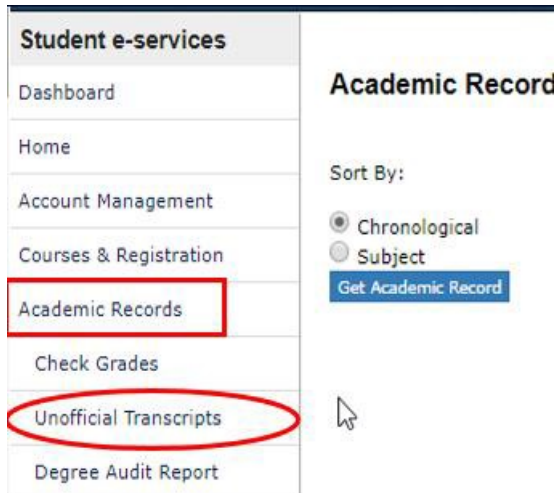 Student e-services
Dashboard
Home
Account Management
Courses & Registration
Academic Records
Check Grades
Unofficial Transcripts
Degree Audit Report
Academic Record
Sort By:
Chronological
Subject
Get Academic Record